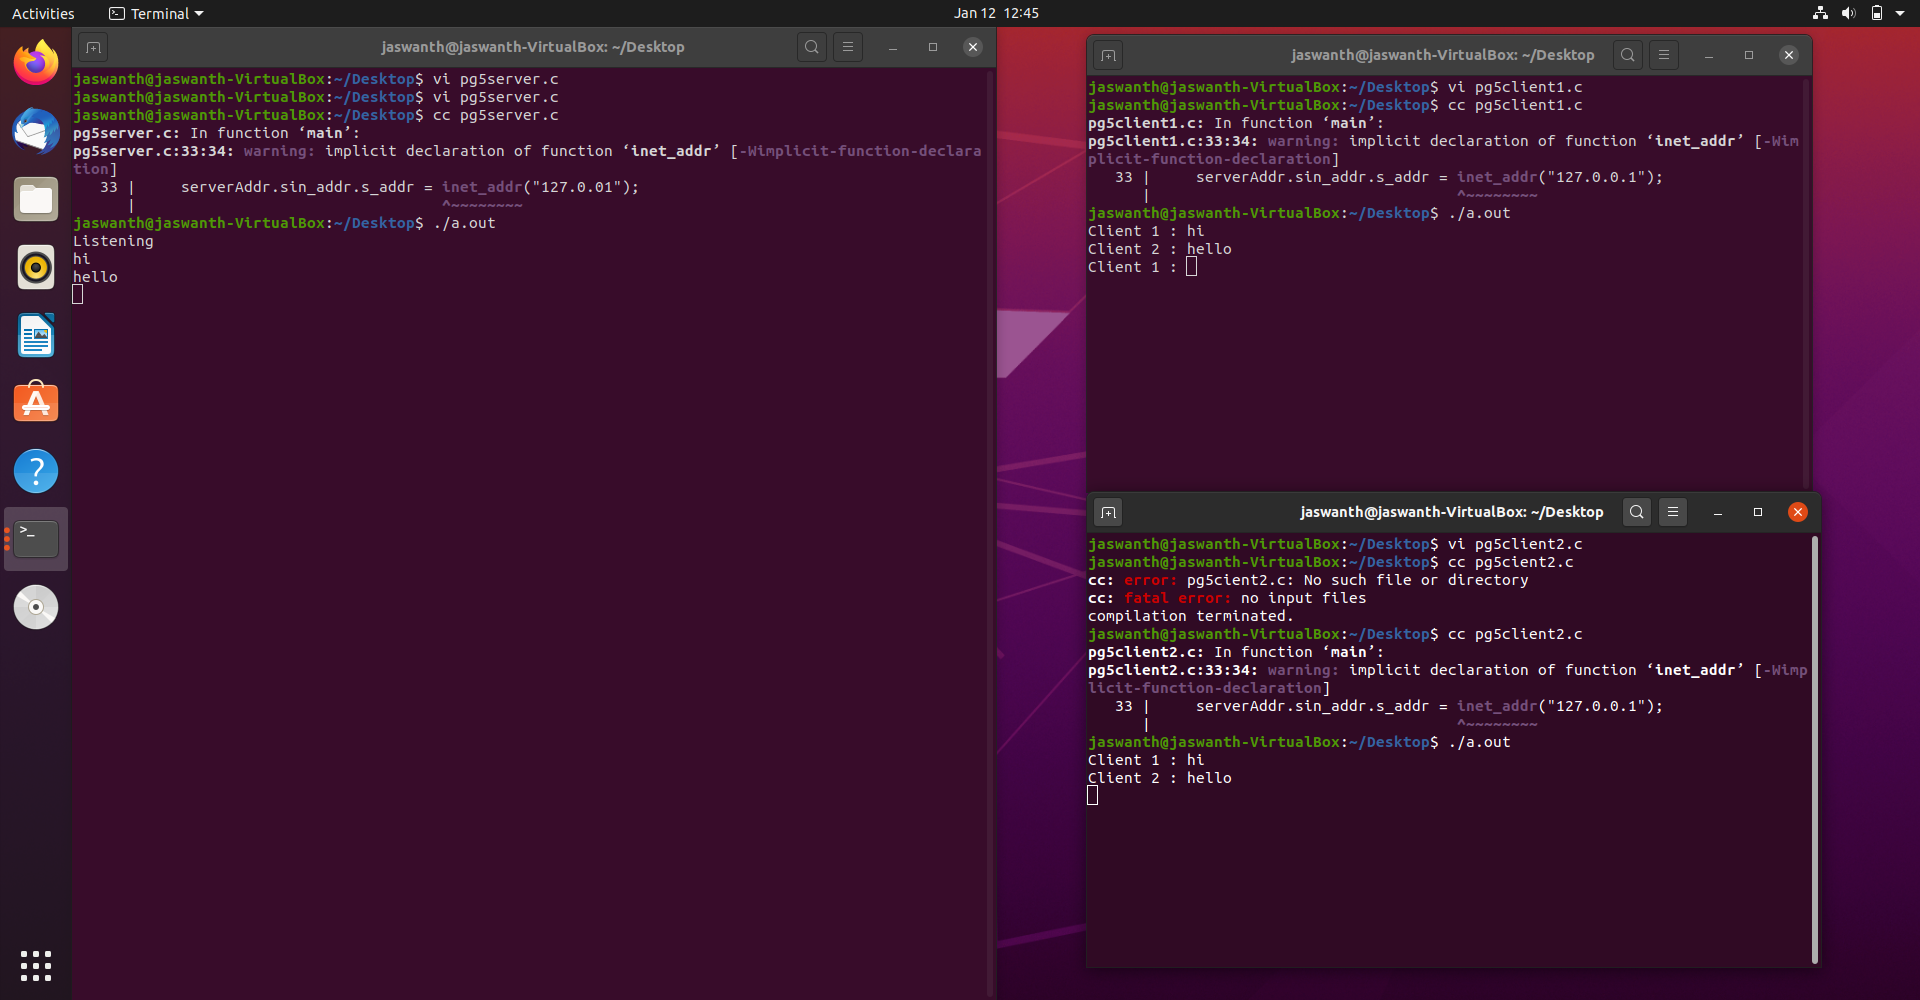 Activities
Terminal
Jan 12 12:45
jaswanth@jaswanth-VirtualBox: ~/Desktop
jaswanth@jaswanth-VirtualBox:~/Desktop$ vi pg5server.c
jaswanth@jaswanth-VirtualBox:~/Desktop$ vi pg5server.c
jaswanth@jaswanth-VirtualBox:~/Desktop$ cc pg5server.c
pg5server.c: In function ‘main’:
pg5server.c:33:34: warning: implicit declaration of function ‘inet_addr’ [-Wimplicit-function-declara
tion]
   33 |     serverAddr.sin_addr.s_addr = inet_addr("127.0.01");
      |                                  ^~~~~~~~~
jaswanth@jaswanth-VirtualBox:~/Desktop$ ./a.out
Listening
hi
hello
jaswanth@jaswanth-VirtualBox: ~/Desktop
jaswanth@jaswanth-VirtualBox:~/Desktop$ vi pg5client1.c
jaswanth@jaswanth-VirtualBox:~/Desktop$ cc pg5client1.c
pg5client1.c: In function ‘main’:
pg5client1.c:33:34: warning: implicit declaration of function ‘inet_addr’ [-Wim
plicit-function-declaration]
   33 |     serverAddr.sin_addr.s_addr = inet_addr("127.0.0.1");
      |                                  ^~~~~~~~~
jaswanth@jaswanth-VirtualBox:~/Desktop$ ./a.out
Client 1 : hi
Client 2 : hello
Client 1 :
jaswanth@jaswanth-VirtualBox: ~/Desktop
jaswanth@jaswanth-VirtualBox:~/Desktop$ vi pg5client2.c
jaswanth@jaswanth-VirtualBox:~/Desktop$ cc pg5cient2.c
cc: error: pg5cient2.c: No such file or directory
cc: fatal error: no input files
compilation terminated.
jaswanth@jaswanth-VirtualBox:~/Desktop$ cc pg5client2.c
pg5client2.c: In function ‘main’:
pg5client2.c:33:34: warning: implicit declaration of function ‘inet_addr’ [-Wimp
licit-function-declaration]
   33 |     serverAddr.sin_addr.s_addr = inet_addr("127.0.0.1");
      |                                  ^~~~~~~~~
jaswanth@jaswanth-VirtualBox:~/Desktop$ ./a.out
Client 1 : hi
Client 2 : hello